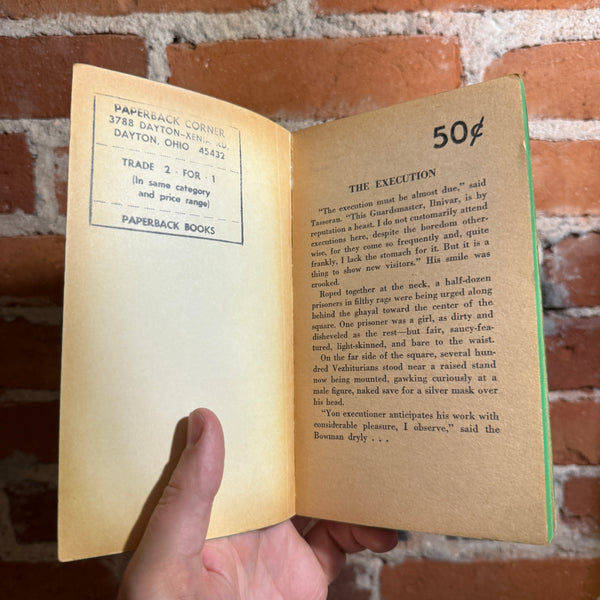 PAPERBACK CORNER
3788 DAYTON-XENIA RD.
DAYTON, OHIO 45432
TRADE 2 - FOR - 1
(In same category
and price range)
PAPERBACK BOOKS
50¢
THE EXECUTION
"The execution must be almost due," said
Tassoran. "This Guardsmaster, Ilnivar, is by
reputation a beast. I do not customarily attend
executions here, despite the boredom other-
wise, for they come so frequently and, quite
frankly, I lack the stomach for it. But it is a
thing to show new visitors." His smile was
crooked.
Roped together at the neck, a half-dozen
prisoners in filthy rags were being urged along
behind the ghayal toward the center of the
square. One prisoner was a girl, as dirty and
disheveled as the rest—but fair, saucy-fea-
tured, light-skinned, and bare to the waist.
On the far side of the square, several hun-
dred Vezhiturians stood near a raised stand
now being mounted, gawking curiously at a
male figure, naked save for a silver mask over
his head.
"You executioner anticipates his work with
considerable pleasure, I observe," said the
Bowman dryly . . .